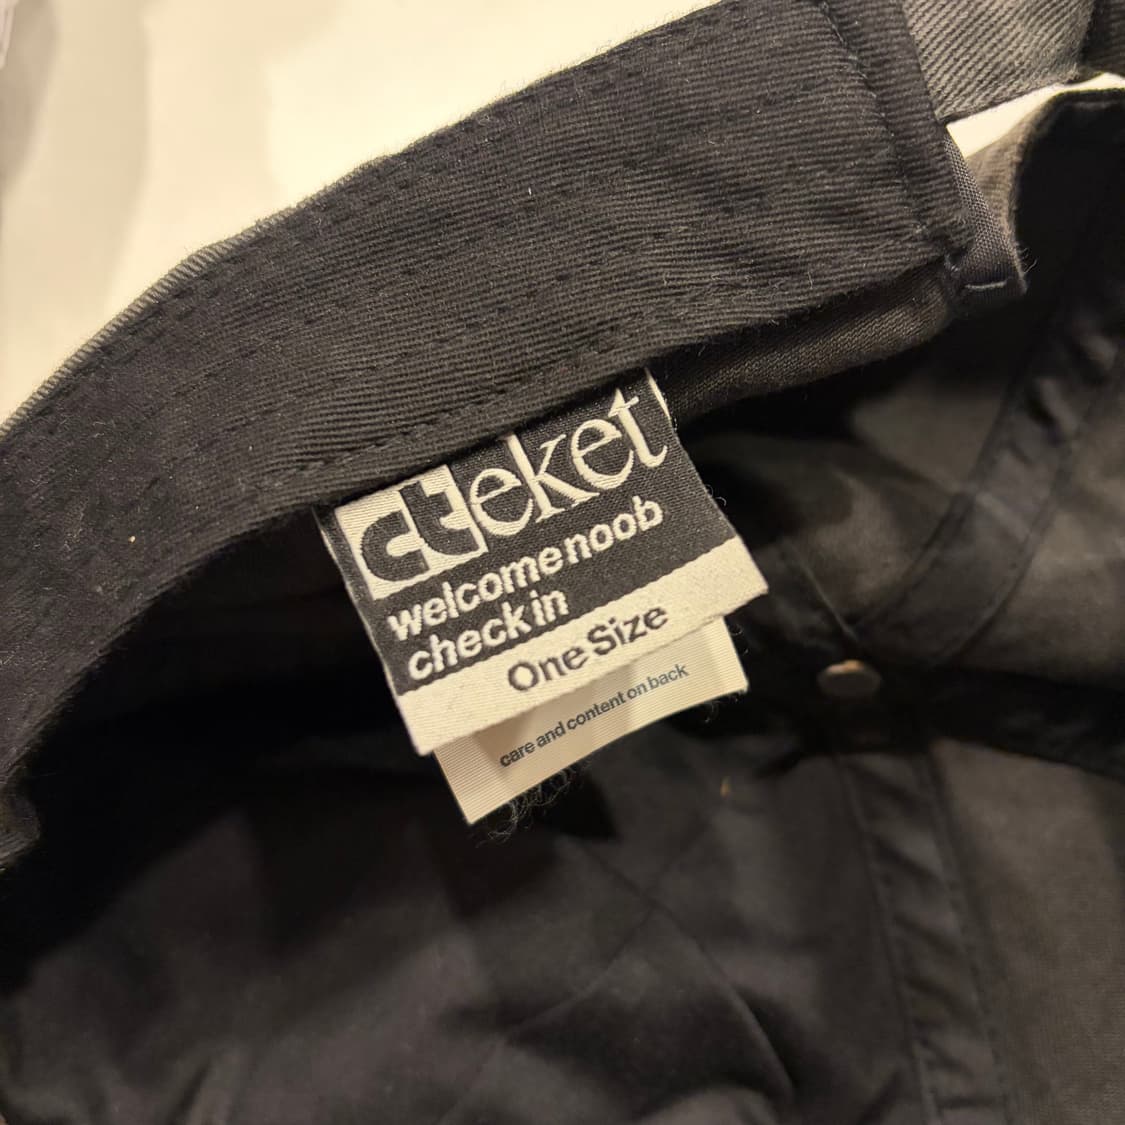 cteket
welcome noob
check in
One Size
care and content on back